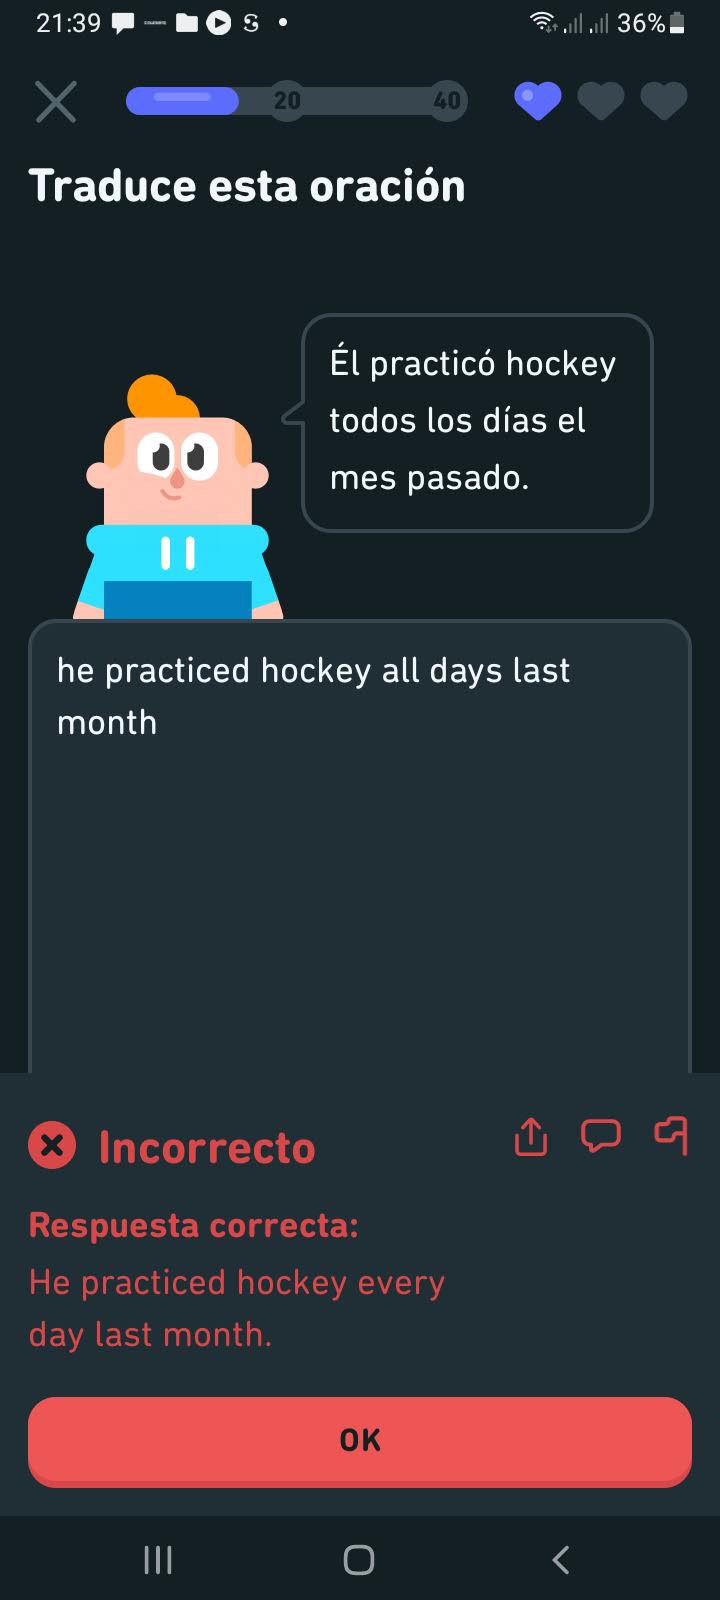 21:39
36%
20
40
Traduce esta oración
Él practicó hockey
todos los días el
mes pasado.
he practiced hockey all days last
month
Incorrecto
Respuesta correcta:
He practiced hockey every
day last month.
OK